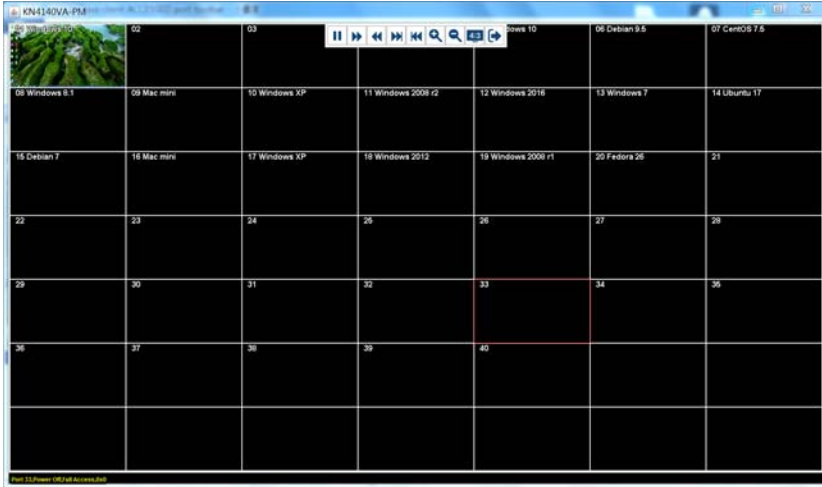 KN4140VA-PM
01 Windows 10
02
03
dows 10
06 Debian 9.5
07 CentOS 7.5
4:3
08 Windows 8.1
09 Mac mini
10 Windows XP
11 Windows 2008 r2
12 Windows 2016
13 Windows 7
14 Ubuntu 17
15 Debian 7
16 Mac mini
17 Windows XP
18 Windows 2012
19 Windows 2008 r1
20 Fedora 26
21
22
23
24
25
26
27
28
29
30
31
32
33
34
35
36
37
38
39
40
Port 33,Power Off,Full Access,0x0